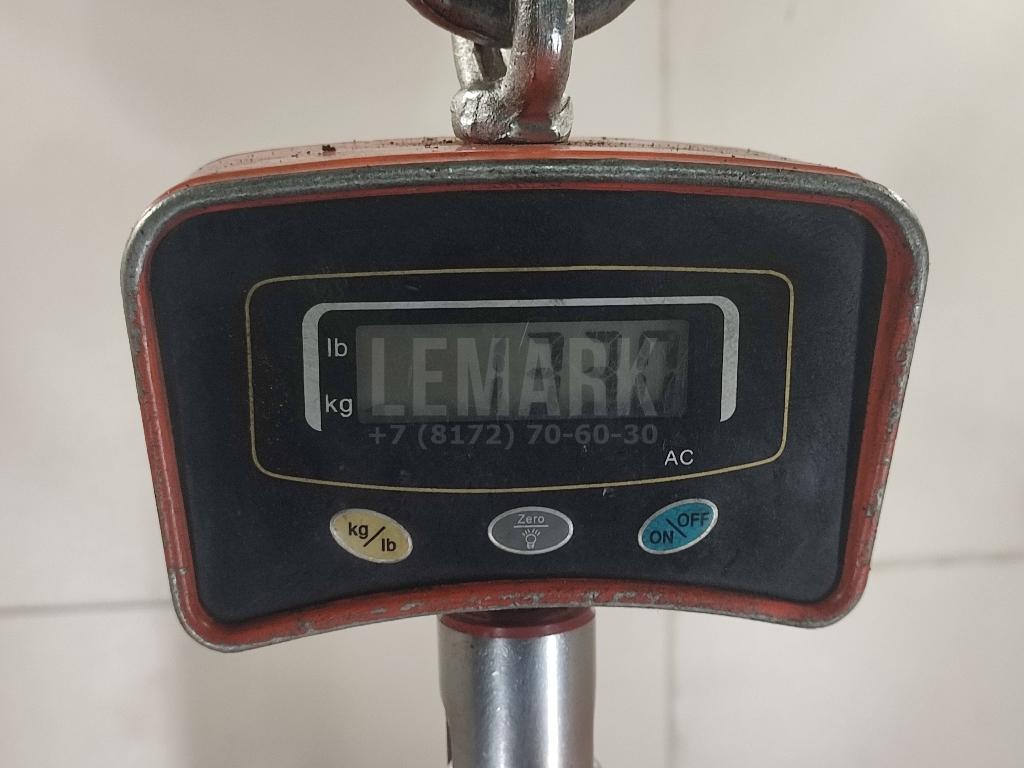 lb
kg
LEMARK
+7 (8172) 70-60-30
AC
kg/lb
Zero
ON OFF